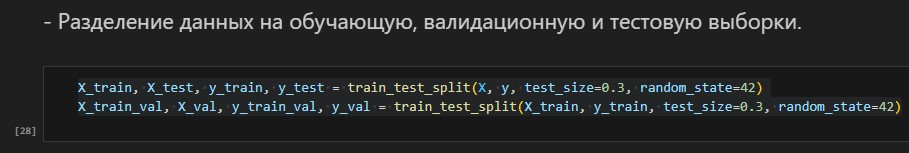 - Разделение данных на обучающую, валидационную и тестовую выборки.
X_train, X_test, y_train, y_test = train_test_split(X, y, test_size=0.3, random_state=42)
X_train_val, X_val, y_train_val, y_val = train_test_split(X_train, y_train, test_size=0.3, random_state=42)
[28]